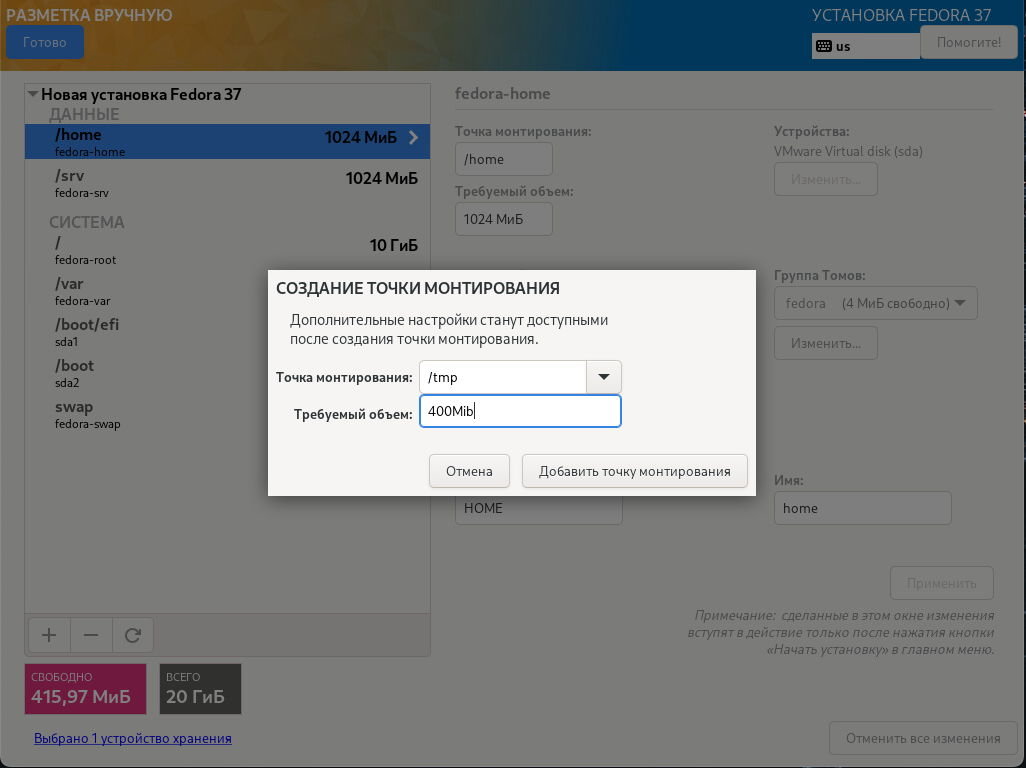 РАЗМЕТКА ВРУЧНУЮ
УСТАНОВКА FEDORA 37
Готово
us
Помогите!
Новая установка Fedora 37
ДАННЫЕ
/home
1024 МиБ
fedora-home
/srv
1024 МиБ
fedora-srv
СИСТЕМА
/
10 ГиБ
fedora-root
/var
fedora-var
/boot/efi
sda1
/boot
sda2
swap
fedora-swap
fedora-home
Точка монтирования:
/home
Требуемый объем:
1024 МиБ
Устройства:
VMware Virtual disk (sda)
Изменить...
Группа Томов:
fedora (4 МиБ свободно)
Изменить...
СОЗДАНИЕ ТОЧКИ МОНТИРОВАНИЯ
Дополнительные настройки станут доступными
после создания точки монтирования.
Точка монтирования: /tmp
Требуемый объем: 400Mib
Отмена
Добавить точку монтирования
HOME
Имя:
home
Применить
Примечание: сделанные в этом окне изменения
вступят в действие только после нажатия кнопки
«Начать установку» в главном меню.
СВОБОДНО
415,97 МиБ
ВСЕГО
20 ГиБ
Выбрано 1 устройство хранения
Отменить все изменения